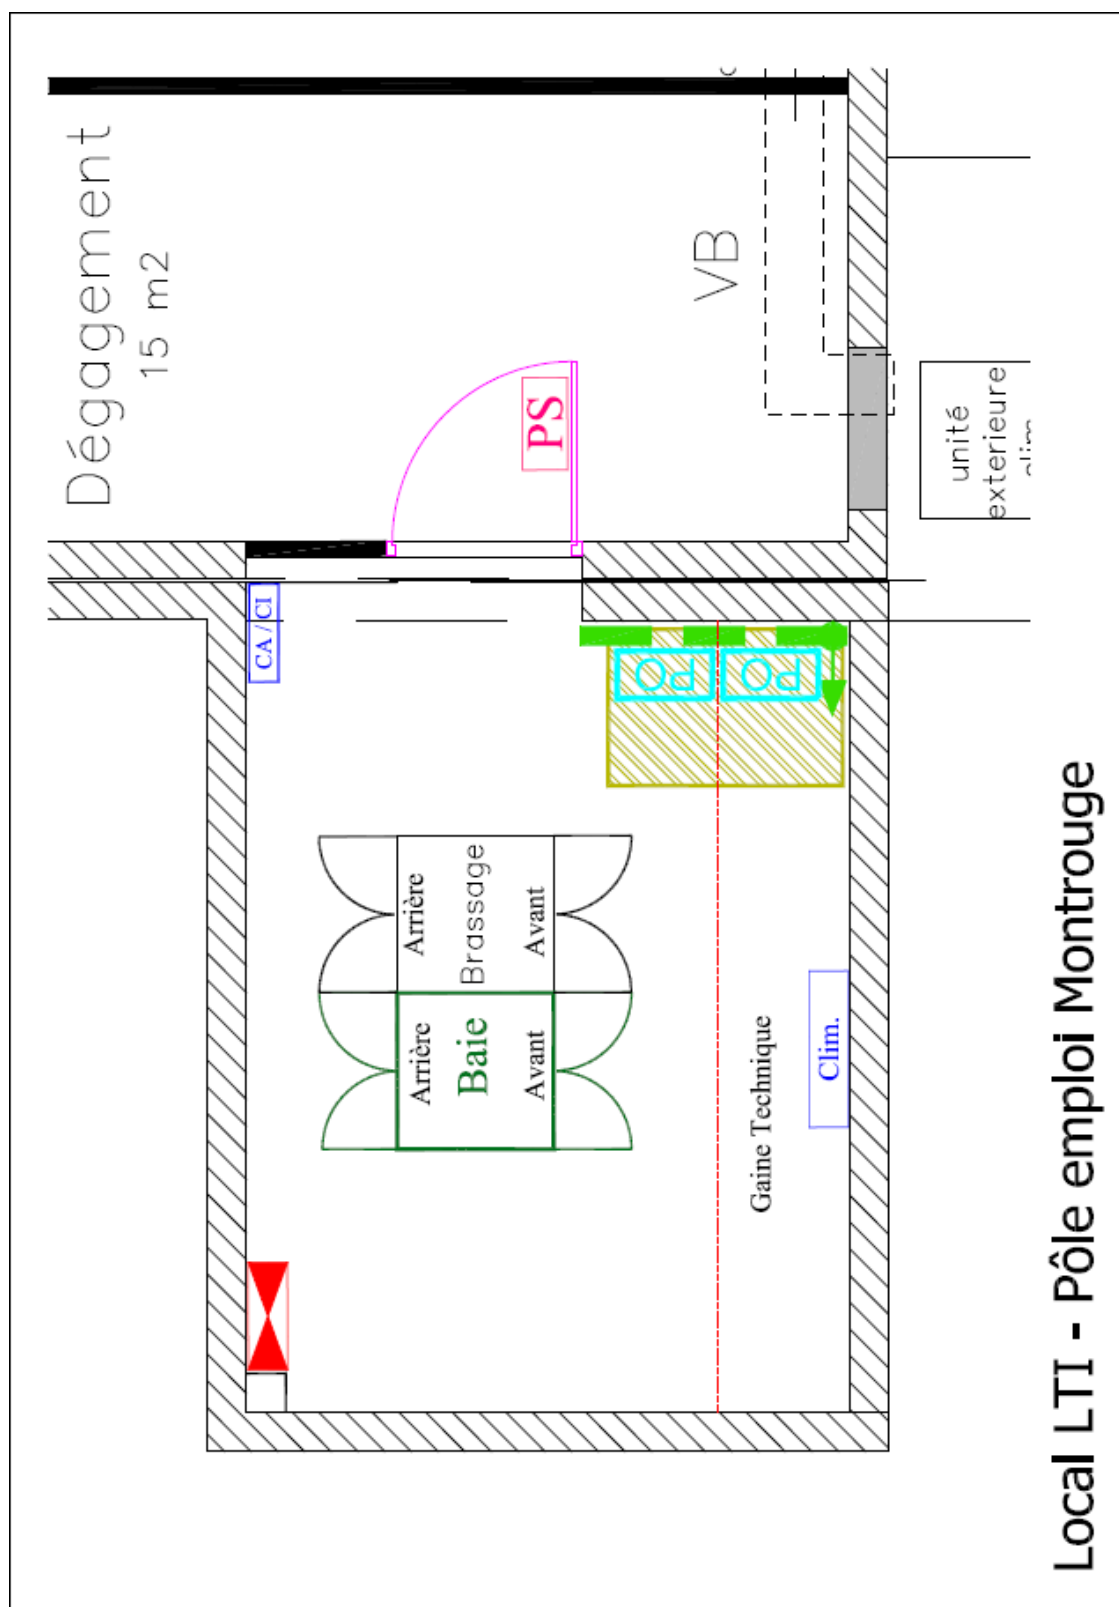 Dégagement
15 m2
VB
PS
unité
exterieure
CA / CI
PO
PO
Arrière
Brassage
Avant
Arrière
Baie
Avant
Gaine Technique
Clim.
Local LTI - Pôle emploi Montrouge